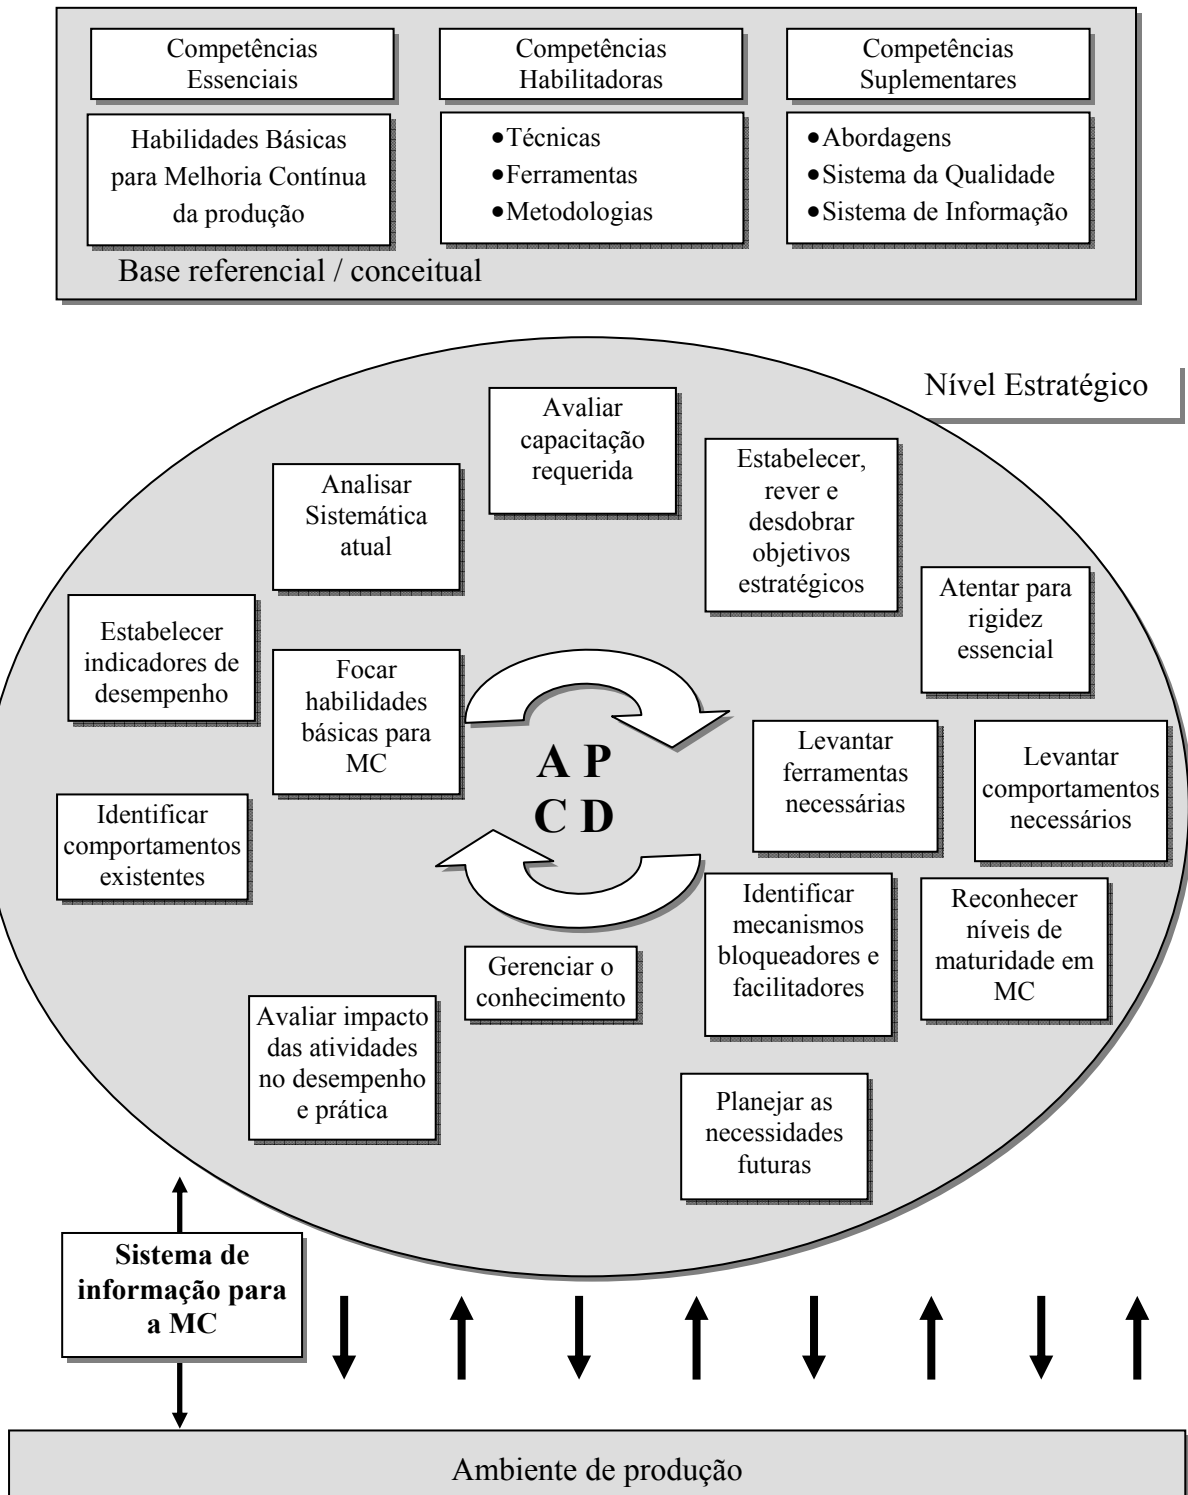 Competências
Essenciais
Competências
Habilitadoras
Competências
Suplementares
Habilidades Básicas
para Melhoria Contínua
da produção
•Técnicas
•Ferramentas
•Metodologias
•Abordagens
•Sistema da Qualidade
•Sistema de Informação
Base referencial / conceitual
Nível Estratégico
Avaliar
capacitação
requerida
Estabelecer,
rever e
desdobrar
objetivos
estratégicos
Analisar
Sistemática
atual
Atentar para
rigidez
essencial
Estabelecer
indicadores de
desempenho
Focar
habilidades
básicas para
MC
A P
C D
Levantar
ferramentas
necessárias
Levantar
comportamentos
necessários
Identificar
comportamentos
existentes
Identificar
mecanismos
bloqueadores e
facilitadores
Reconhecer
níveis de
maturidade em
MC
Gerenciar o
conhecimento
Avaliar impacto
das atividades
no desempenho
e prática
Planejar as
necessidades
futuras
Sistema de
informação para
a MC
Ambiente de produção